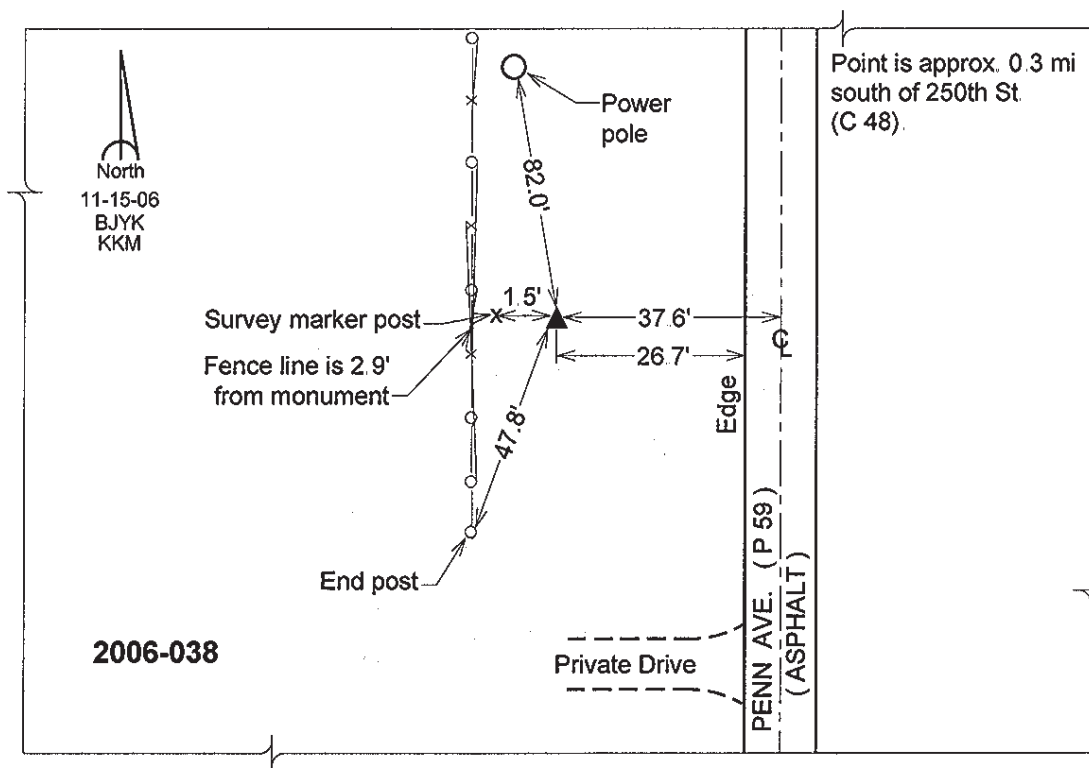 Point is approx. 0.3 mi
south of 250th St.
(C 48).
Power
pole
North
11-15-06
BJYK
KKM
82.0'
Survey marker post
1.5'
37.6'
CL
26.7'
Fence line is 2.9'
from monument
Edge
47.8'
End post
PENN AVE. ( P 59 )
( ASPHALT )
2006-038
Private Drive